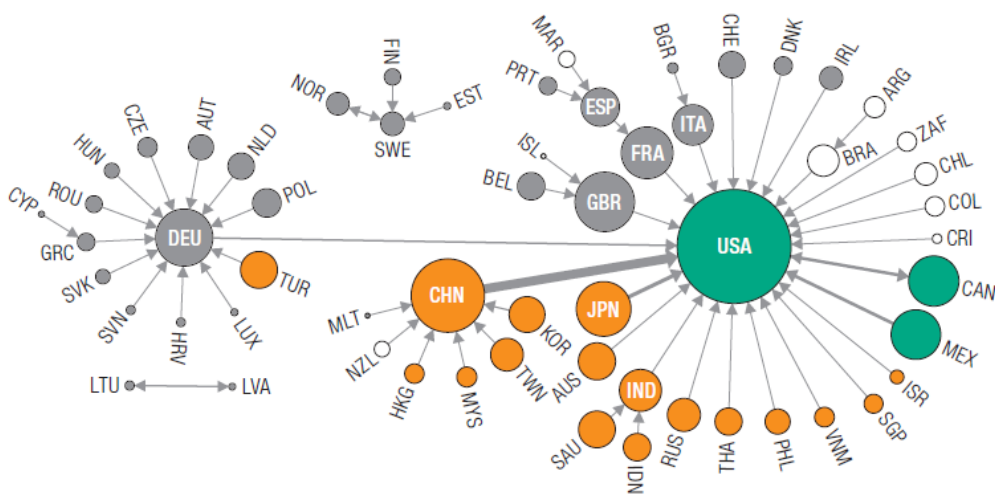 MAR
BGR
CHE
DNK
IRL
ARG
FIN
NOR
EST
SWE
PRT
ESP
ITA
FRA
BRA
ZAF
CHL
COL
CRI
ISL
BEL
GBR
AUT
CZE
NLD
HUN
POL
ROU
CYP
GRC
DEU
SVK
TUR
SVN
HRV
LUX
LTU
LVA
USA
CAN
MEX
CHN
JPN
MLT
NZL
KOR
HKG
MYS
TWN
AUS
IND
SAU
IDN
RUS
THA
PHL
VNM
SGP
ISR